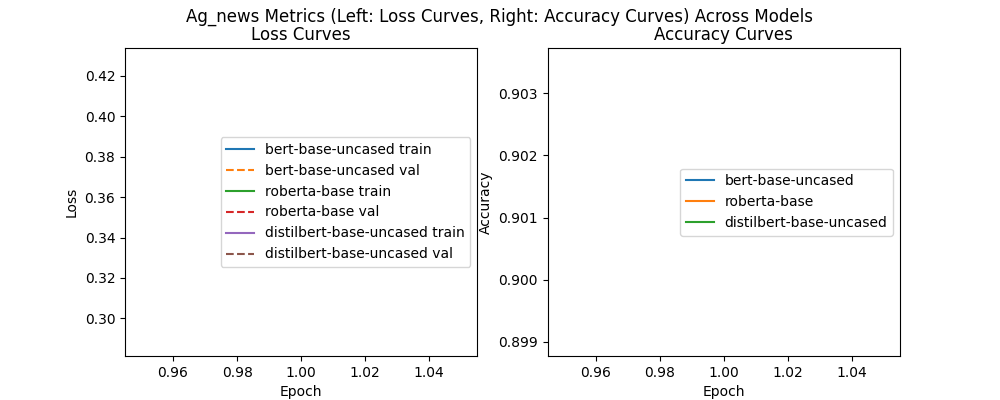 Ag_news Metrics (Left: Loss Curves, Right: Accuracy Curves) Across Models
Loss Curves
0.42
0.40
0.38
0.36
0.34
0.32
0.30
Loss
bert-base-uncased train
bert-base-uncased val
roberta-base train
roberta-base val
distilbert-base-uncased train
distilbert-base-uncased val
0.96 0.98 1.00 1.02 1.04
Epoch
Accuracy Curves
0.903
0.902
0.901
0.900
0.899
Accuracy
bert-base-uncased
roberta-base
distilbert-base-uncased
0.96 0.98 1.00 1.02 1.04
Epoch